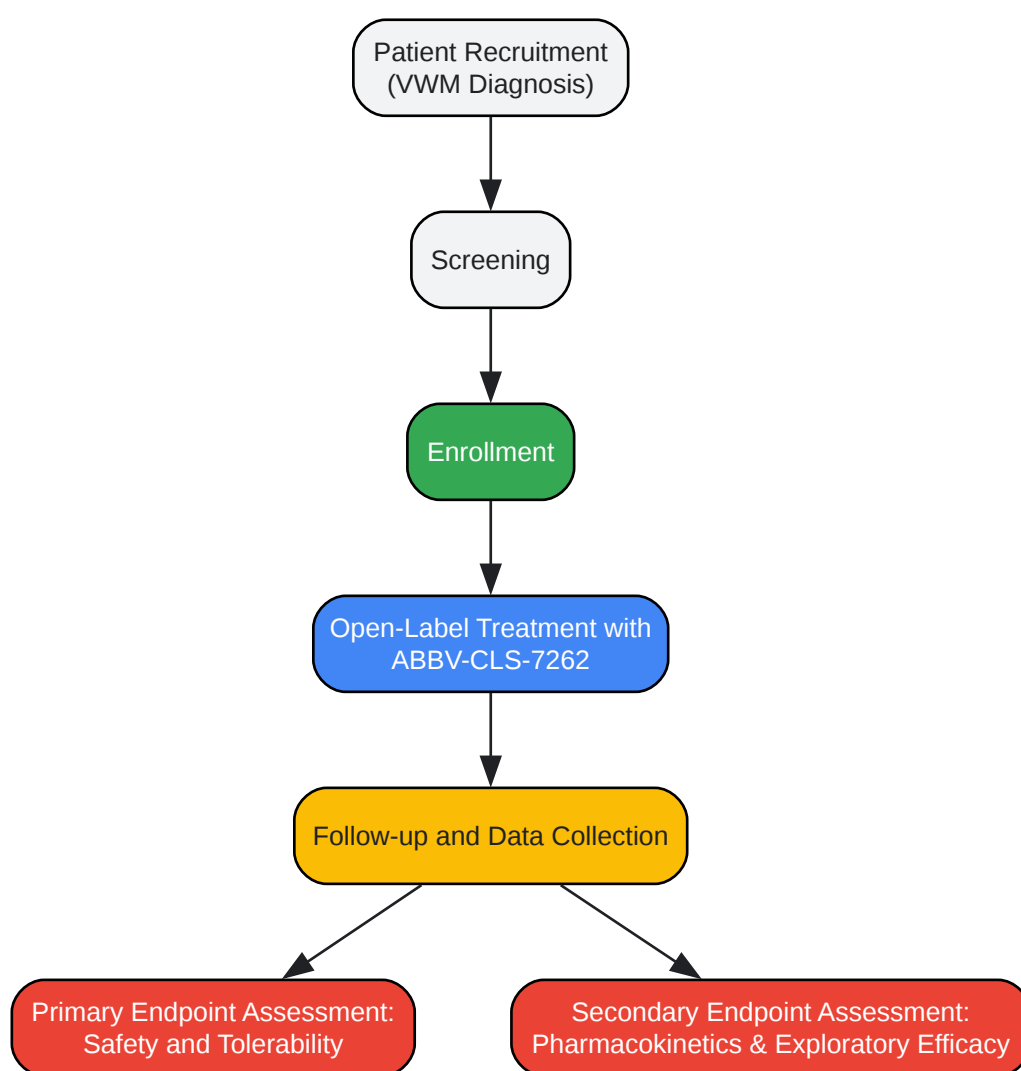 Patient Recruitment
(VWM Diagnosis)
Screening
Enrollment
Open-Label Treatment with
ABBV-CLS-7262
Follow-up and Data Collection
Primary Endpoint Assessment:
Safety and Tolerability
Secondary Endpoint Assessment:
Pharmacokinetics & Exploratory Efficacy